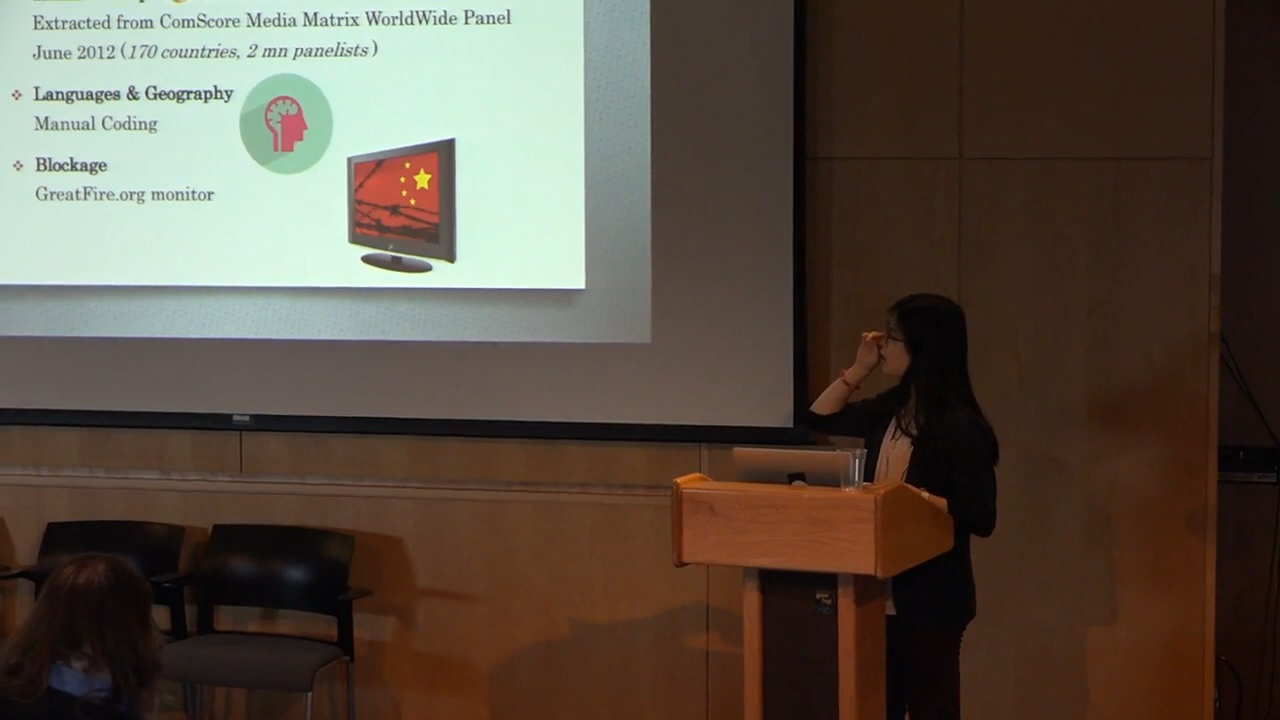 Extracted from ComScore Media Matrix WorldWide Panel
June 2012 (170 countries, 2 mn panelists)
❖ Languages & Geography
Manual Coding
❖ Blockage
GreatFire.org monitor